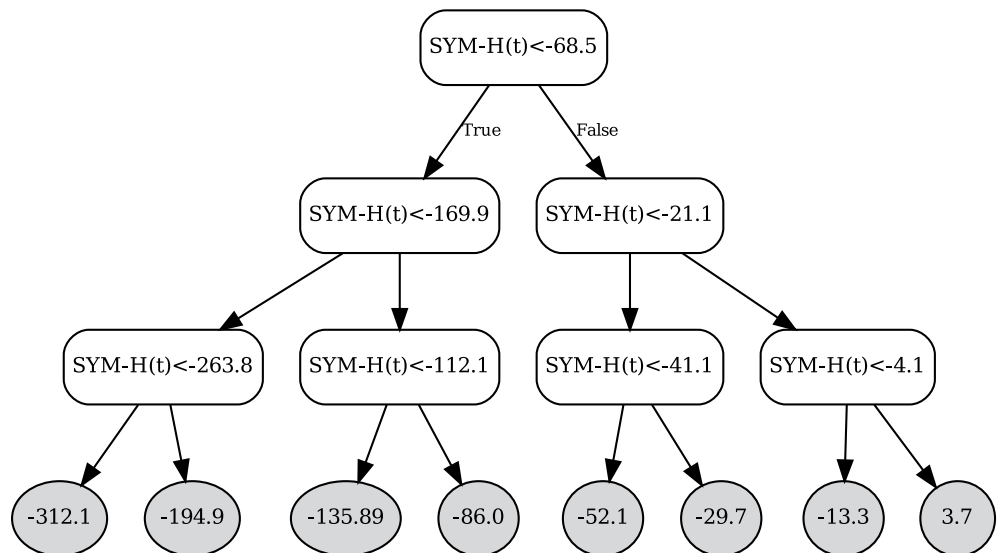 SYM-H(t)<-68.5
True
False
SYM-H(t)<-169.9
SYM-H(t)<-21.1
SYM-H(t)<-263.8
SYM-H(t)<-112.1
SYM-H(t)<-41.1
SYM-H(t)<-4.1
-312.1
-194.9
-135.89
-86.0
-52.1
-29.7
-13.3
3.7